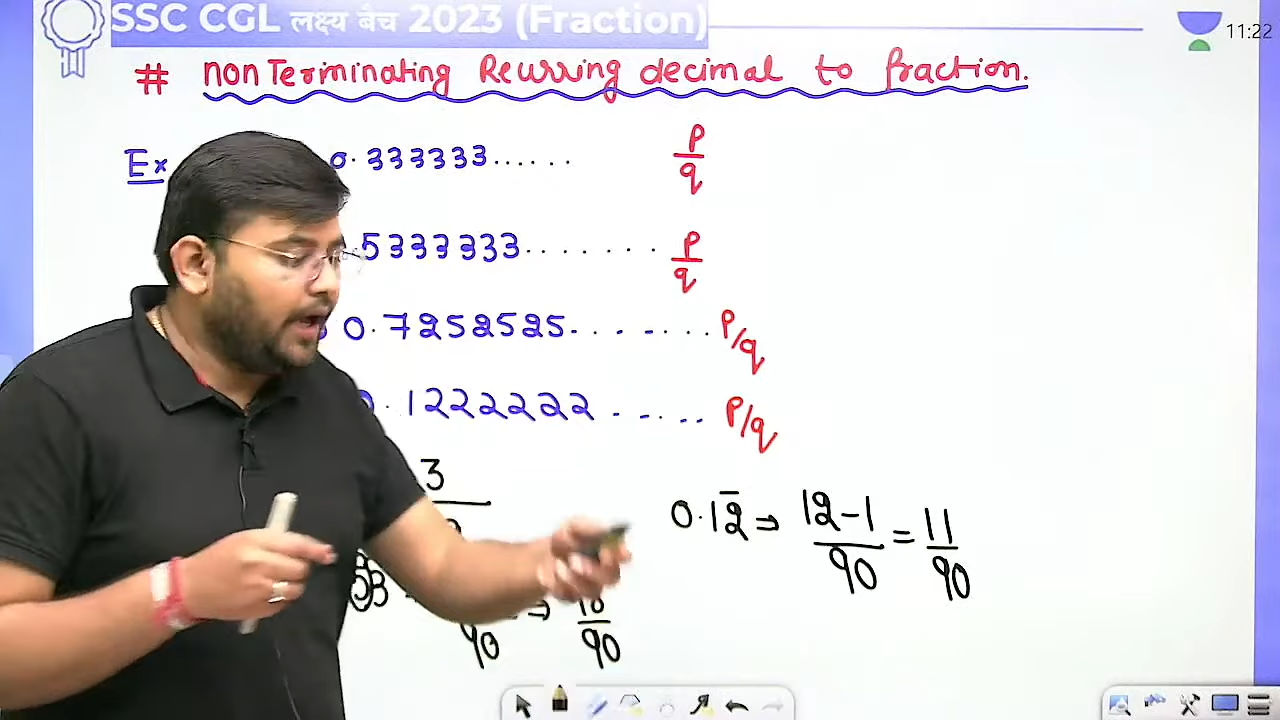 SSC CGL लक्ष्य बैच 2023 (Fraction)
11:22
# non Terminating Recurring decimal to fraction.
Ex 0.333333...... p/q
5333333........ p/q
0.7252525......... p/q
.1222222...... p/q
3
0.12̅ ⇒ 12-1/90 = 11/90
90 ⇒ /90